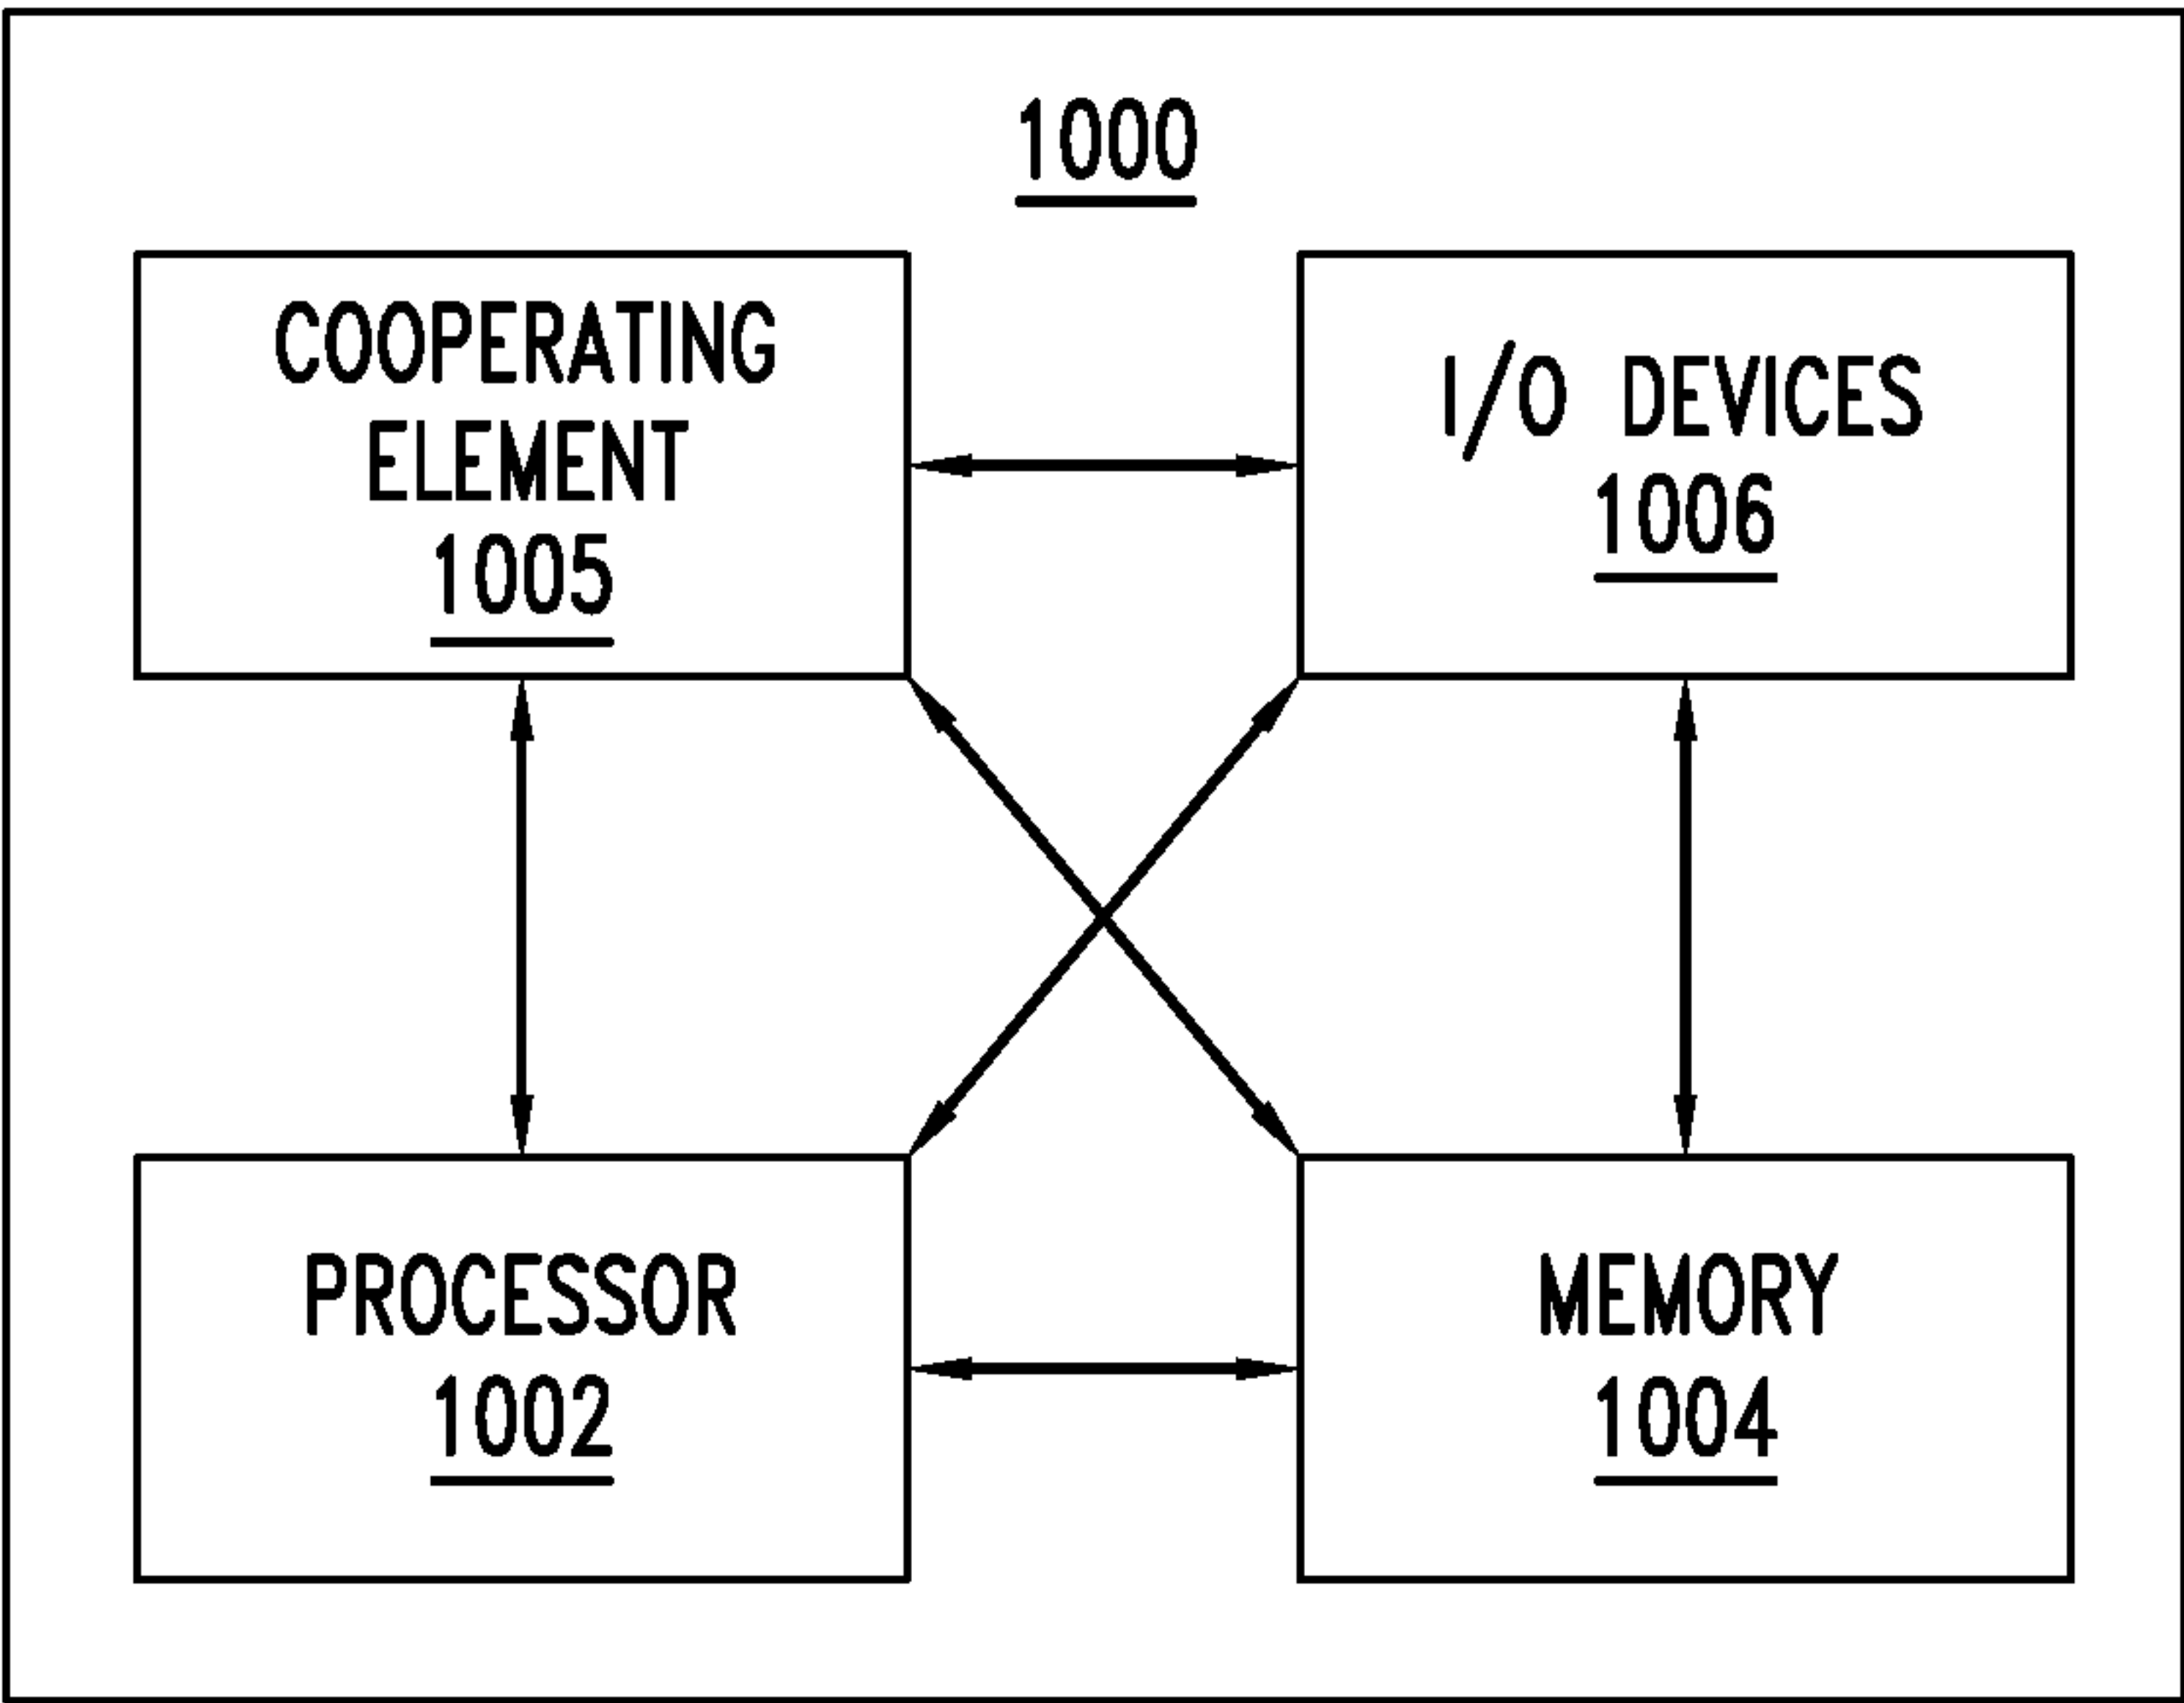 1000
COOPERATING
ELEMENT
1005
I/O DEVICES
1006
PROCESSOR
1002
MEMORY
1004